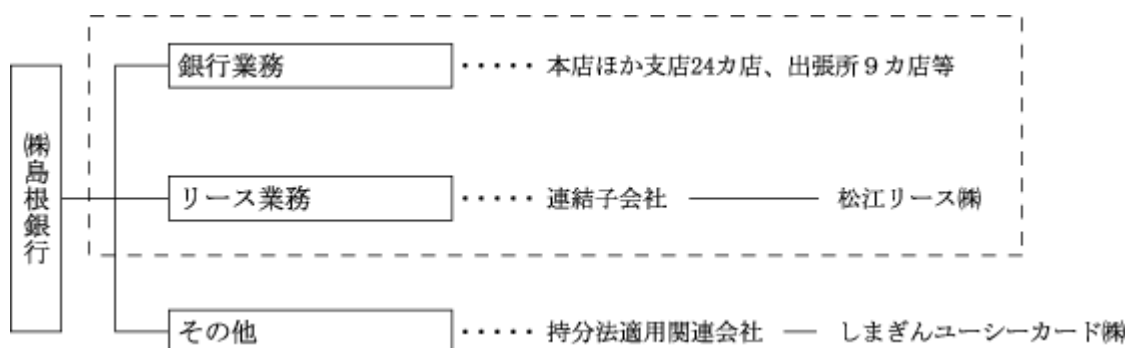 ㈱島根銀行
銀行業務 ····· 本店ほか支店24カ店、出張所9カ店等
リース業務 ····· 連結子会社 松江リース㈱
その他 ····· 持分法適用関連会社 しまぎんユーシーカード㈱